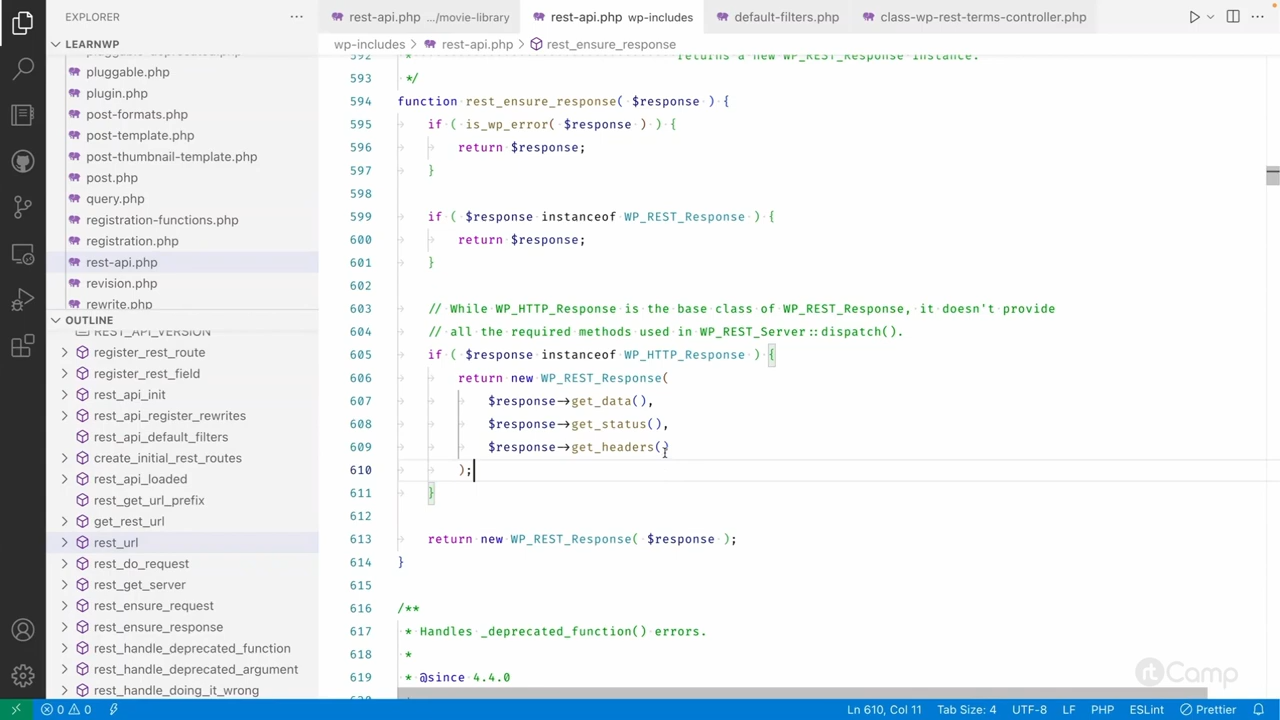 EXPLORER
rest-api.php .../movie-library
rest-api.php wp-includes
default-filters.php
class-wp-rest-terms-controller.php
LEARNWP
pluggable.php
plugin.php
post-formats.php
post-template.php
post-thumbnail-template.php
post.php
query.php
registration-functions.php
registration.php
rest-api.php
revision.php
rewrite.php
OUTLINE
REST_API_VERSION
register_rest_route
register_rest_field
rest_api_init
rest_api_register_rewrites
rest_api_default_filters
create_initial_rest_routes
rest_api_loaded
rest_get_url_prefix
get_rest_url
rest_url
rest_do_request
rest_get_server
rest_ensure_request
rest_ensure_response
rest_handle_deprecated_function
rest_handle_deprecated_argument
rest_handle_doing_it_wrong
wp-includes > rest-api.php > rest_ensure_response
592 * returns a new WP_REST_Response instance.
593 */
594 function rest_ensure_response( $response ) {
595 if ( is_wp_error( $response ) ) {
596 return $response;
597 }
598
599 if ( $response instanceof WP_REST_Response ) {
600 return $response;
601 }
602
603 // While WP_HTTP_Response is the base class of WP_REST_Response, it doesn't provide
604 // all the required methods used in WP_REST_Server::dispatch().
605 if ( $response instanceof WP_HTTP_Response ) {
606 return new WP_REST_Response(
607 $response->get_data(),
608 $response->get_status(),
609 $response->get_headers()
610 );
611 }
612
613 return new WP_REST_Response( $response );
614 }
615
616 /**
617 * Handles _deprecated_function() errors.
618 *
619 * @since 4.4.0
rtCamp
0 0
Ln 610, Col 11 Tab Size: 4 UTF-8 LF PHP ESLint Prettier